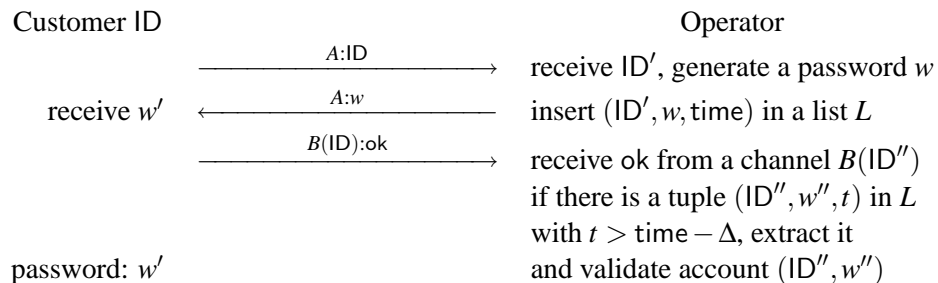 Customer ID Operator
A:ID
receive ID′, generate a password w
receive w′ A:w insert (ID′, w, time) in a list L
B(ID):ok
receive ok from a channel B(ID″)
if there is a tuple (ID″, w″, t) in L
with t > time − Δ, extract it
password: w′ and validate account (ID″, w″)